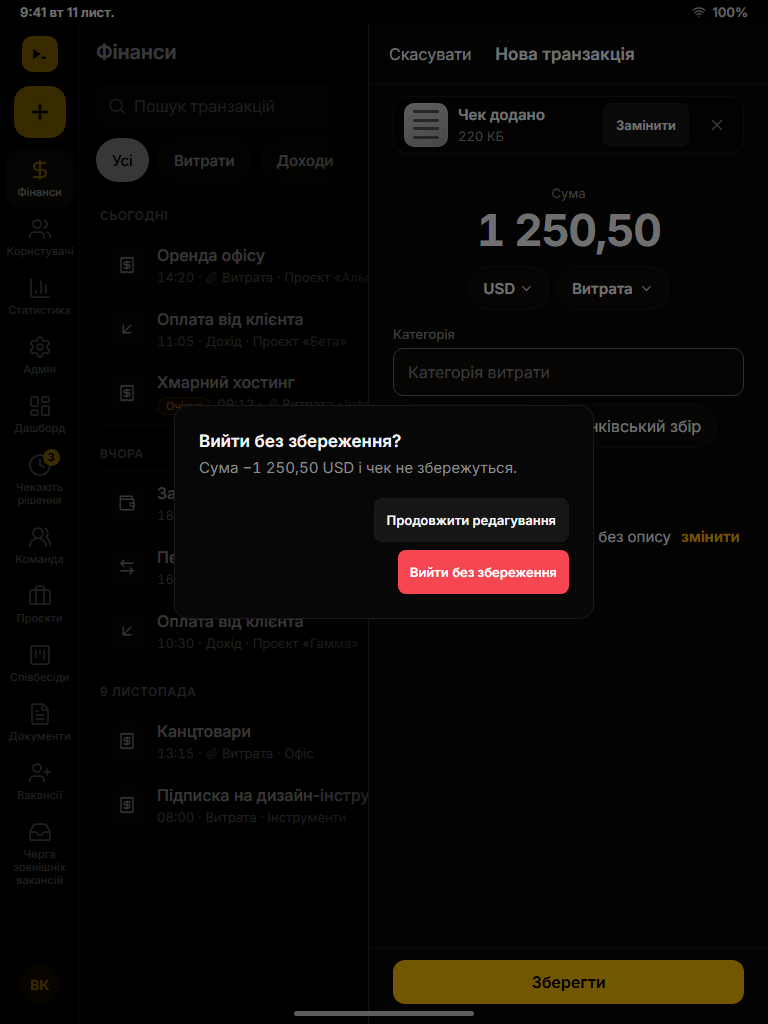 9:41 вт 11 лист.
100%
Фінанси
Скасувати
Нова транзакція
Пошук транзакцій
Чек додано
220 КБ
Замінити
Усі
Витрати
Доходи
Фінанси
Користувачі
Статистика
Адмін
Дашборд
3
Чекають
рішення
Команда
Проєкти
Співбесіди
Документи
Вакансії
Черга
зовнішніх
вакансій
ВК
СЬОГОДНІ
Оренда офісу
14:20 · Витрата · Проєкт
Оплата від клієнта
11:05 · Дохід · Проєкт «Бета»
Хмарний хостинг
09:12 · Витрата
ВЧОРА
Оплата від клієнта
10:30 · Дохід · Проєкт «Гамма»
9 ЛИСТОПАДА
Канцтовари
13:15 · Витрата · Офіс
Підписка на дизайн-інстру
08:00 · Витрата · Інструменти
Сума
1 250,50
USD
Витрата
Категорія
Категорія витрати
нківський збір
без опису змінити
Вийти без збереження?
Сума −1 250,50 USD і чек не збережуться.
Продовжити редагування
Вийти без збереження
Зберегти